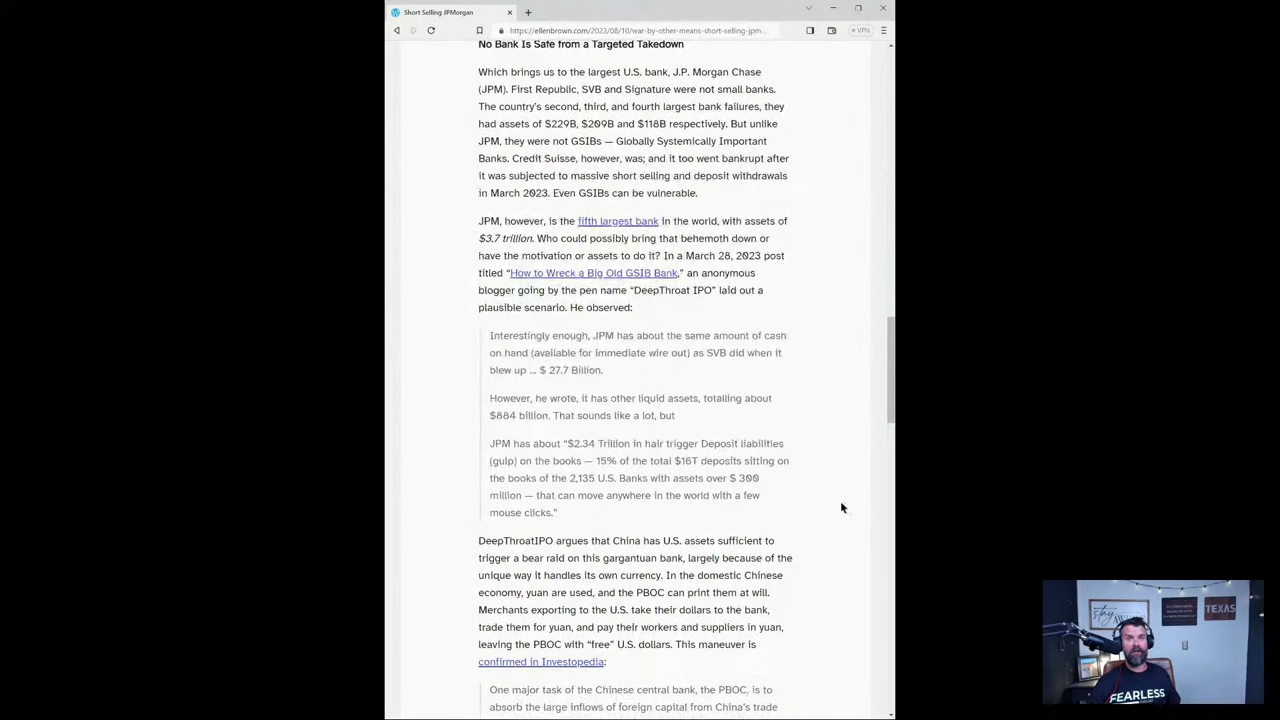 Short Selling JPMorgan
https://ellenbrown.com/2023/08/10/war-by-other-means-short-selling-jpm...
VPN
No Bank Is Safe from a Targeted Takedown
Which brings us to the largest U.S. bank, J.P. Morgan Chase
(JPM). First Republic, SVB and Signature were not small banks.
The country's second, third, and fourth largest bank failures, they
had assets of $229B, $209B and $118B respectively. But unlike
JPM, they were not GSIBs — Globally Systemically Important
Banks. Credit Suisse, however, was; and it too went bankrupt after
it was subjected to massive short selling and deposit withdrawals
in March 2023. Even GSIBs can be vulnerable.
JPM, however, is the fifth largest bank in the world, with assets of
$3.7 trillion. Who could possibly bring that behemoth down or
have the motivation or assets to do it? In a March 28, 2023 post
titled “How to Wreck a Big Old GSIB Bank,” an anonymous
blogger going by the pen name “DeepThroat IPO” laid out a
plausible scenario. He observed:
Interestingly enough, JPM has about the same amount of cash
on hand (available for immediate wire out) as SVB did when it
blew up ... $ 27.7 Billion.
However, he wrote, it has other liquid assets, totalling about
$884 billion. That sounds like a lot, but
JPM has about “$2.34 Trillion in hair trigger Deposit liabilities
(gulp) on the books — 15% of the total $16T deposits sitting on
the books of the 2,135 U.S. Banks with assets over $ 300
million — that can move anywhere in the world with a few
mouse clicks.”
DeepThroatIPO argues that China has U.S. assets sufficient to
trigger a bear raid on this gargantuan bank, largely because of the
unique way it handles its own currency. In the domestic Chinese
economy, yuan are used, and the PBOC can print them at will.
Merchants exporting to the U.S. take their dollars to the bank,
trade them for yuan, and pay their workers and suppliers in yuan,
leaving the PBOC with “free” U.S. dollars. This maneuver is
confirmed in Investopedia:
One major task of the Chinese central bank, the PBOC, is to
absorb the large inflows of foreign capital from China's trade
stay
TEXAS
FEARLESS